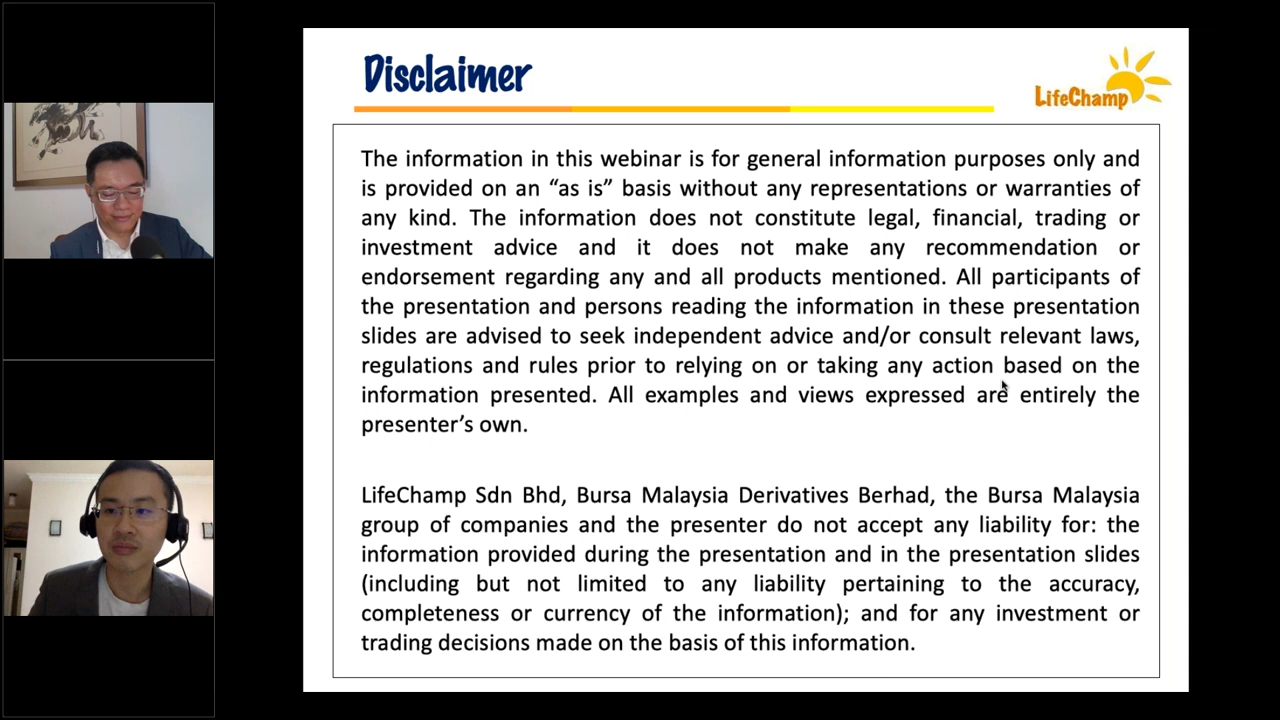 Disclaimer
LifeChamp
The information in this webinar is for general information purposes only and
is provided on an “as is” basis without any representations or warranties of
any kind. The information does not constitute legal, financial, trading or
investment advice and it does not make any recommendation or
endorsement regarding any and all products mentioned. All participants of
the presentation and persons reading the information in these presentation
slides are advised to seek independent advice and/or consult relevant laws,
regulations and rules prior to relying on or taking any action based on the
information presented. All examples and views expressed are entirely the
presenter’s own.
LifeChamp Sdn Bhd, Bursa Malaysia Derivatives Berhad, the Bursa Malaysia
group of companies and the presenter do not accept any liability for: the
information provided during the presentation and in the presentation slides
(including but not limited to any liability pertaining to the accuracy,
completeness or currency of the information); and for any investment or
trading decisions made on the basis of this information.